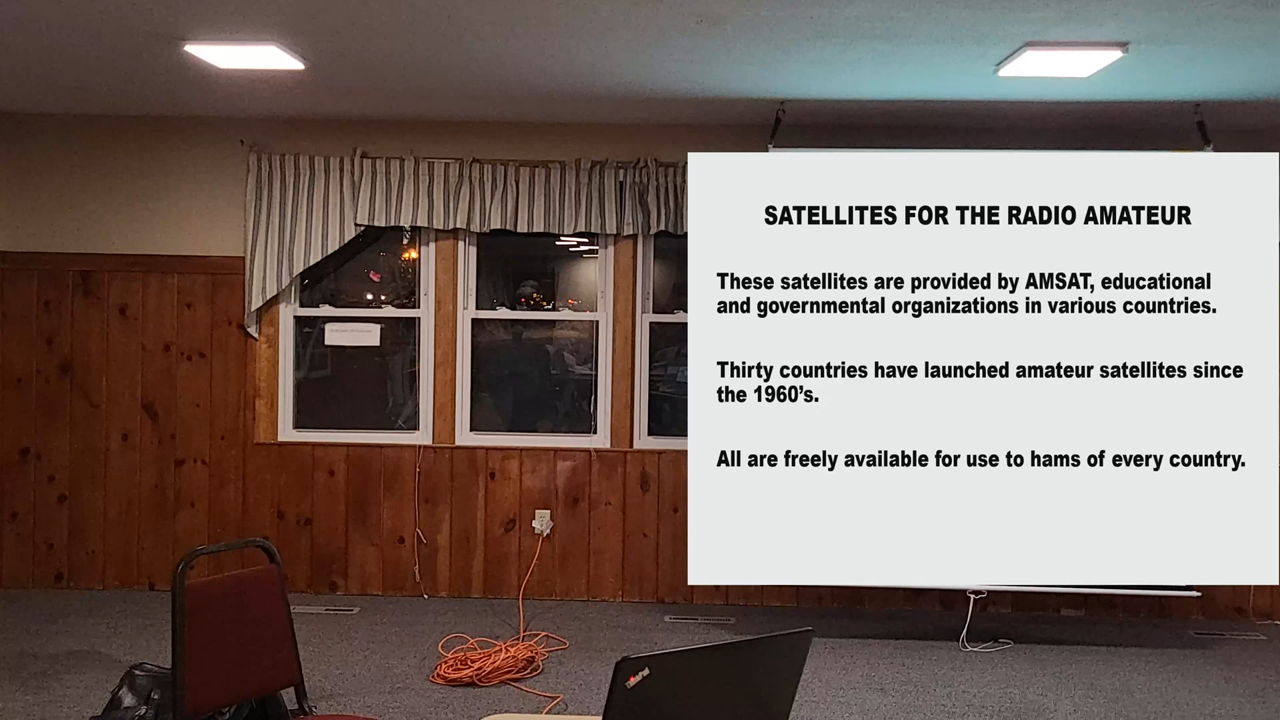 SATELLITES FOR THE RADIO AMATEUR
These satellites are provided by AMSAT, educational
and governmental organizations in various countries.
Thirty countries have launched amateur satellites since
the 1960’s.
All are freely available for use to hams of every country.
ThinkPad